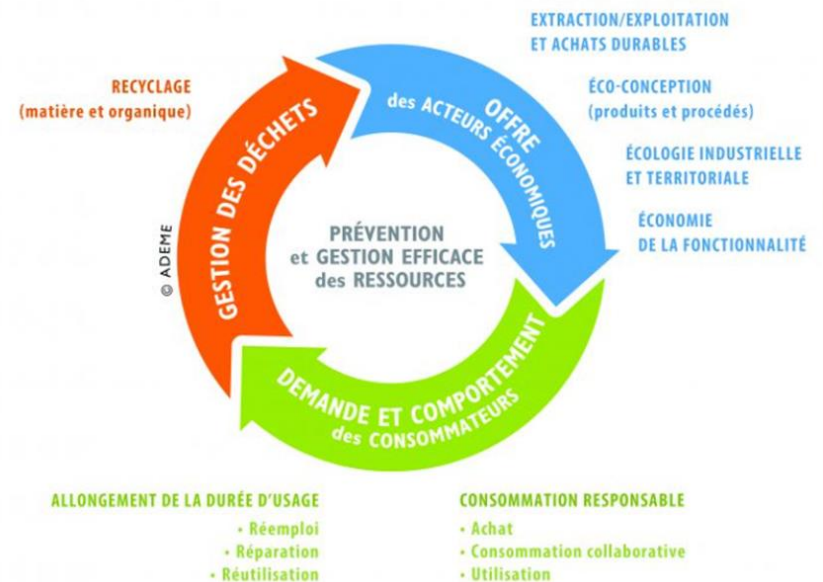 EXTRACTION/EXPLOITATION
ET ACHATS DURABLES
RECYCLAGE
(matière et organique)
ÉCO-CONCEPTION
(produits et procédés)
ÉCOLOGIE INDUSTRIELLE
ET TERRITORIALE
ÉCONOMIE
DE LA FONCTIONNALITÉ
OFFRE
des ACTEURS ÉCONOMIQUES
GESTION DES DÉCHETS
PRÉVENTION
et GESTION EFFICACE
des RESSOURCES
© ADEME
DEMANDE ET COMPORTEMENT
des CONSOMMATEURS
ALLONGEMENT DE LA DURÉE D'USAGE
• Réemploi
• Réparation
• Réutilisation
CONSOMMATION RESPONSABLE
• Achat
• Consommation collaborative
• Utilisation